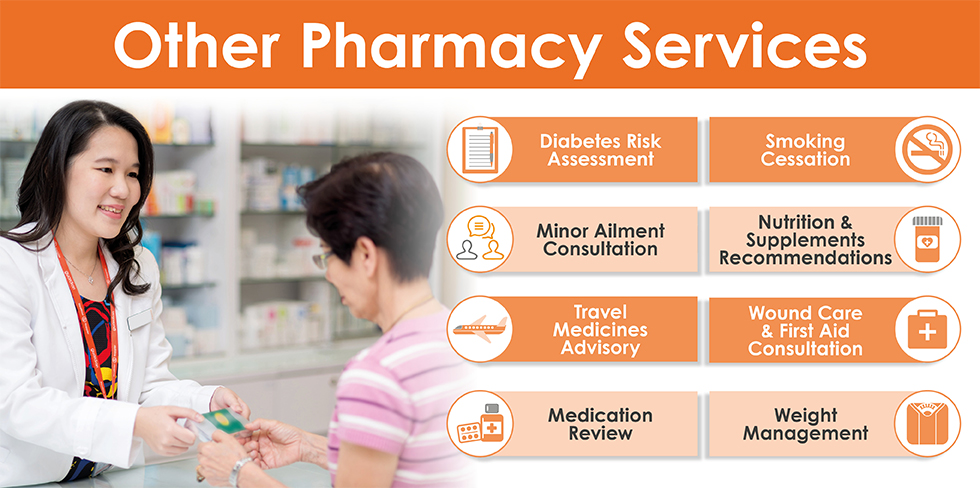 Other Pharmacy Services
Diabetes Risk
Assessment
Smoking
Cessation
Minor Ailment
Consultation
Nutrition &
Supplements
Recommendations
Travel
Medicines
Advisory
Wound Care
& First Aid
Consultation
Medication
Review
Weight
Management